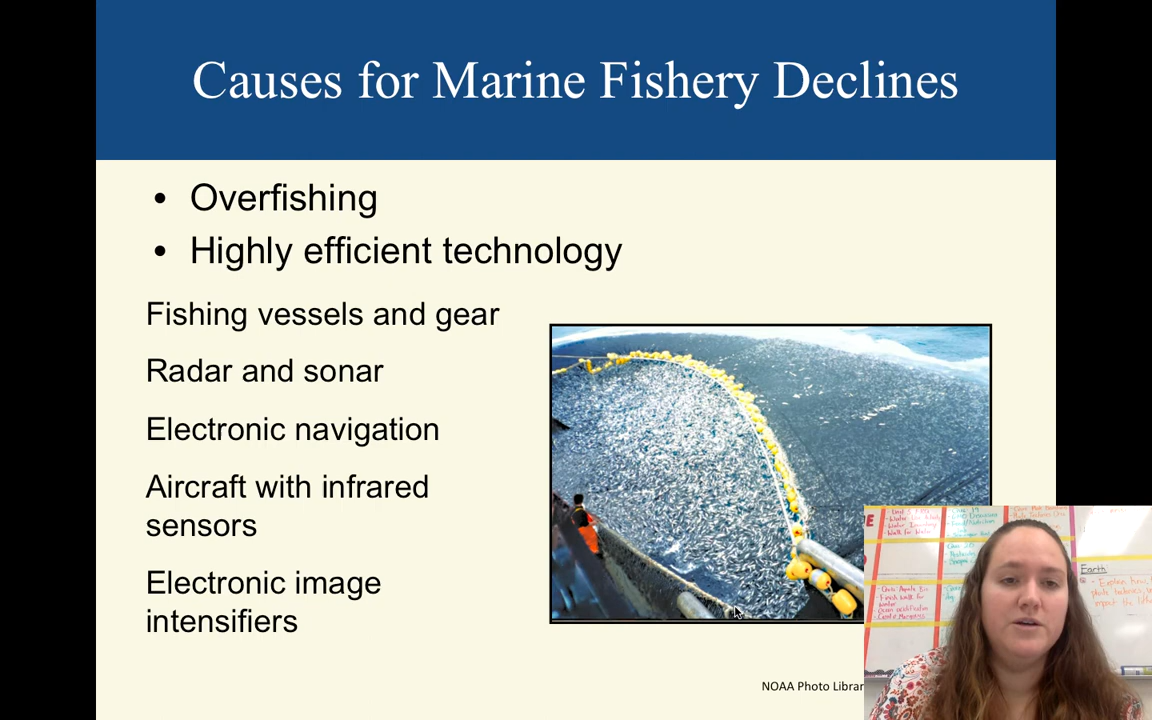 Causes for Marine Fishery Declines
• Overfishing
• Highly efficient technology
Fishing vessels and gear
Radar and sonar
Electronic navigation
Aircraft with infrared
sensors
Electronic image
intensifiers
NOAA Photo Librar
Earth